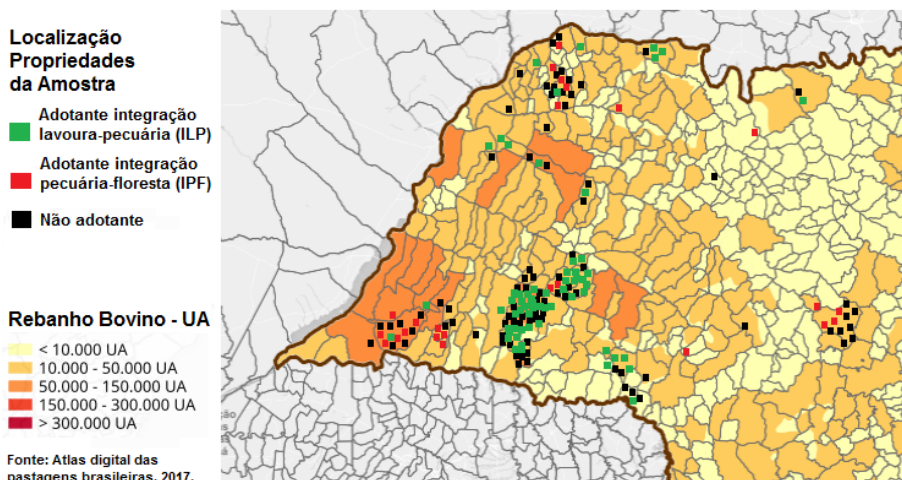 Localização
Propriedades
da Amostra
Adotante integração
lavoura-pecuária (ILP)
Adotante integração
pecuária-floresta (IPF)
Não adotante
Rebanho Bovino - UA
< 10.000 UA
10.000 - 50.000 UA
50.000 - 150.000 UA
150.000 - 300.000 UA
> 300.000 UA
Fonte: Atlas digital das
pastagens brasileiras, 2017.